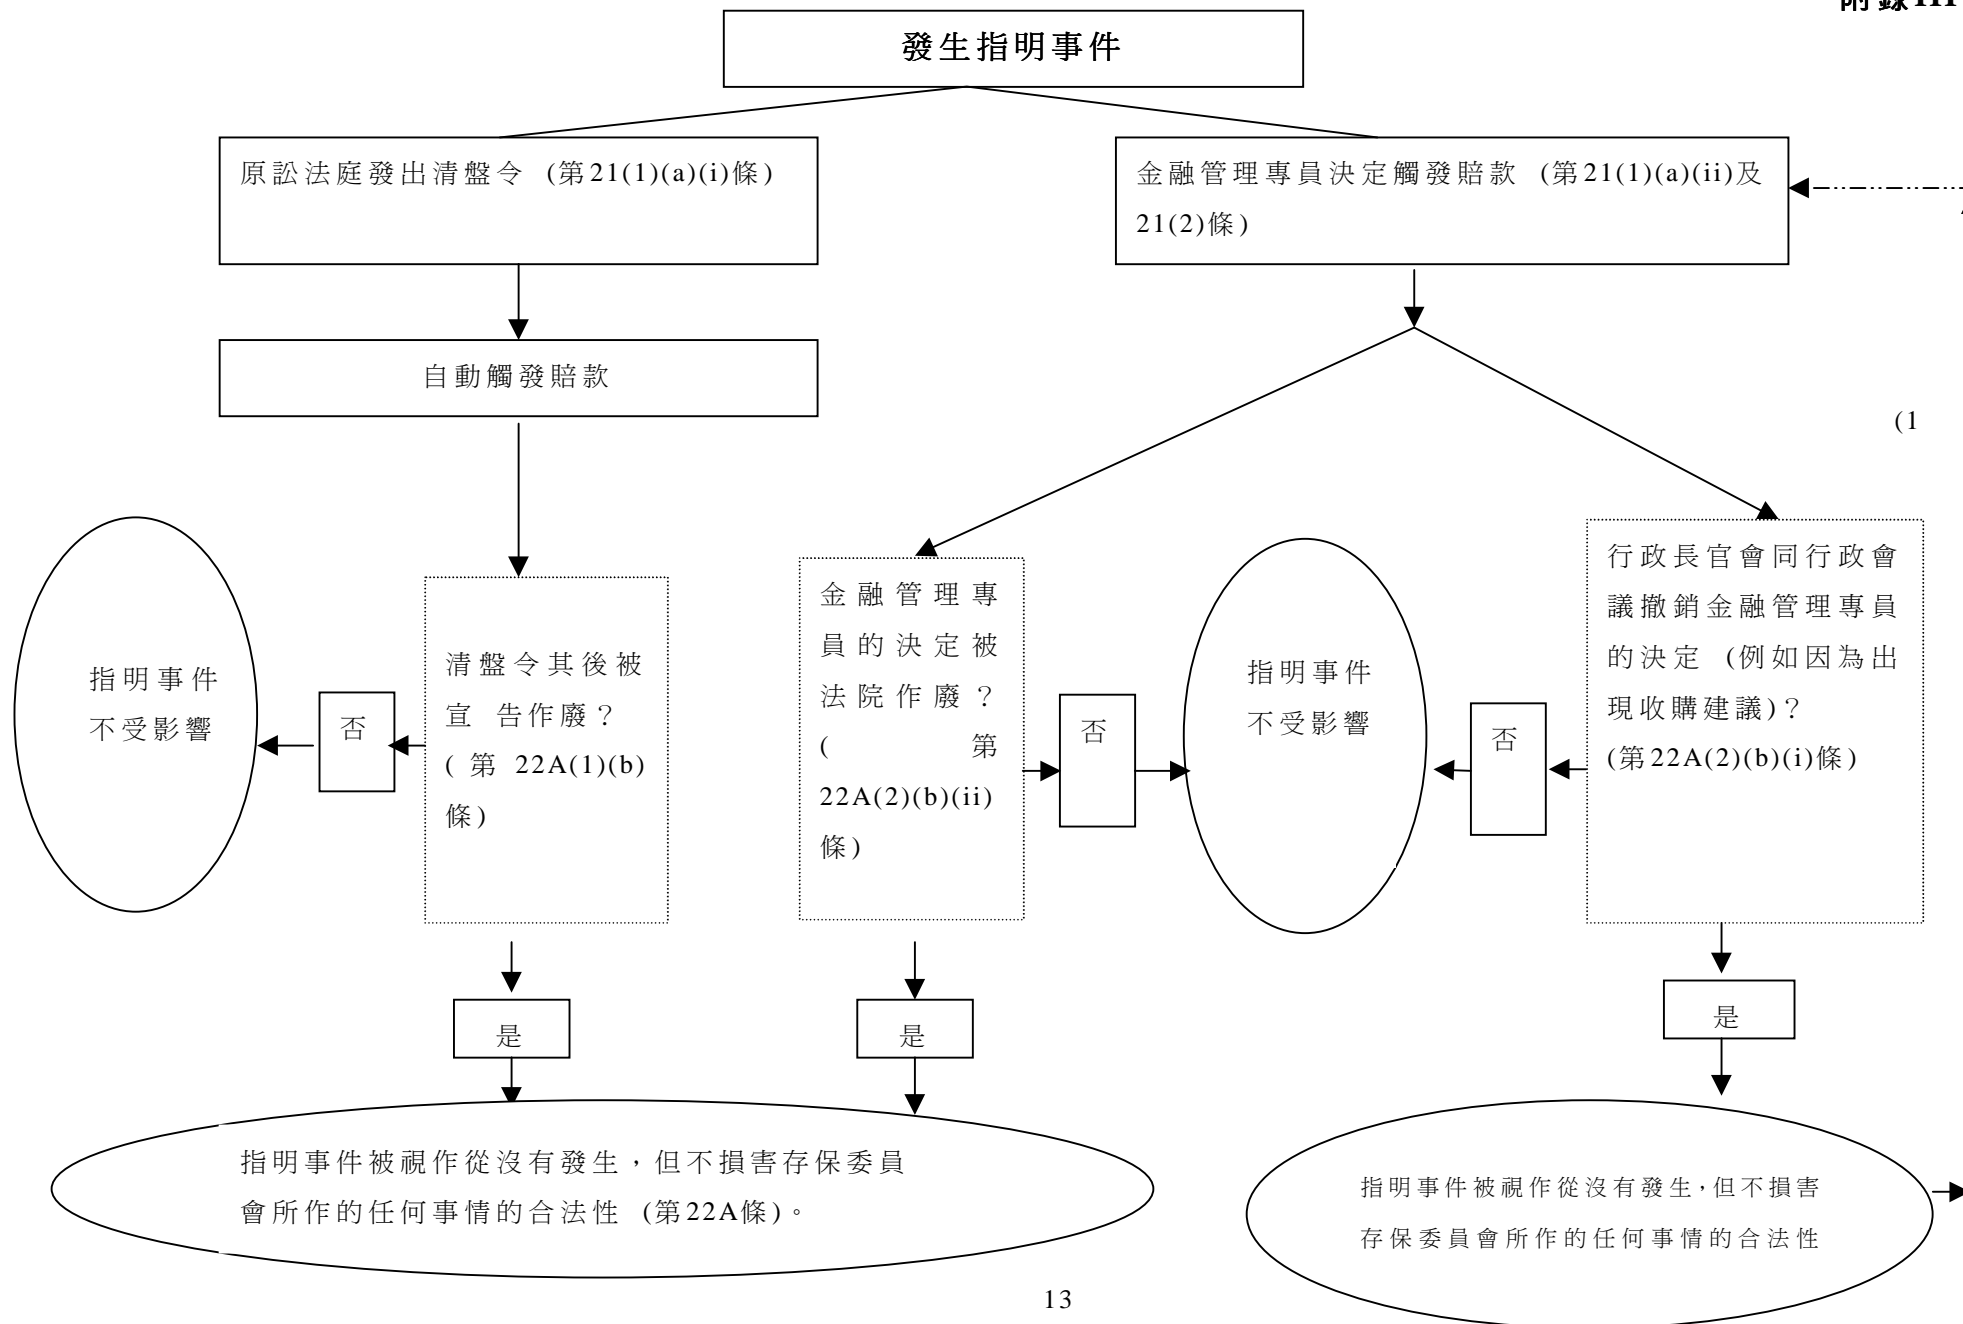 附錄III
發生指明事件
原訟法庭發出清盤令 (第21(1)(a)(i)條)
金融管理專員決定觸發賠款 (第21(1)(a)(ii)及
21(2)條)
自動觸發賠款
(1
指明事件
不受影響
否
清盤令其後被
宣 告作廢？
( 第 22A(1)(b)
條)
金融管理專
員的決定被
法院作廢？
( 第
22A(2)(b)(ii)
條)
否
指明事件
不受影響
否
行政長官會同行政會
議撤銷金融管理專員
的決定 (例如因為出
現收購建議)？
(第22A(2)(b)(i)條)
是
是
是
指明事件被視作從沒有發生，但不損害存保委員
會所作的任何事情的合法性 (第22A條)。
指明事件被視作從沒有發生，但不損害
存保委員會所作的任何事情的合法性
13